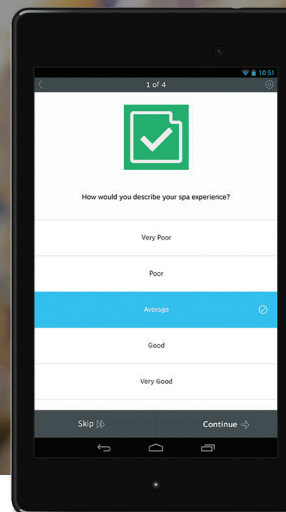 10:51
1 of 4
How would you describe your spa experience?
Very Poor
Poor
Average
Good
Very Good
Skip
Continue